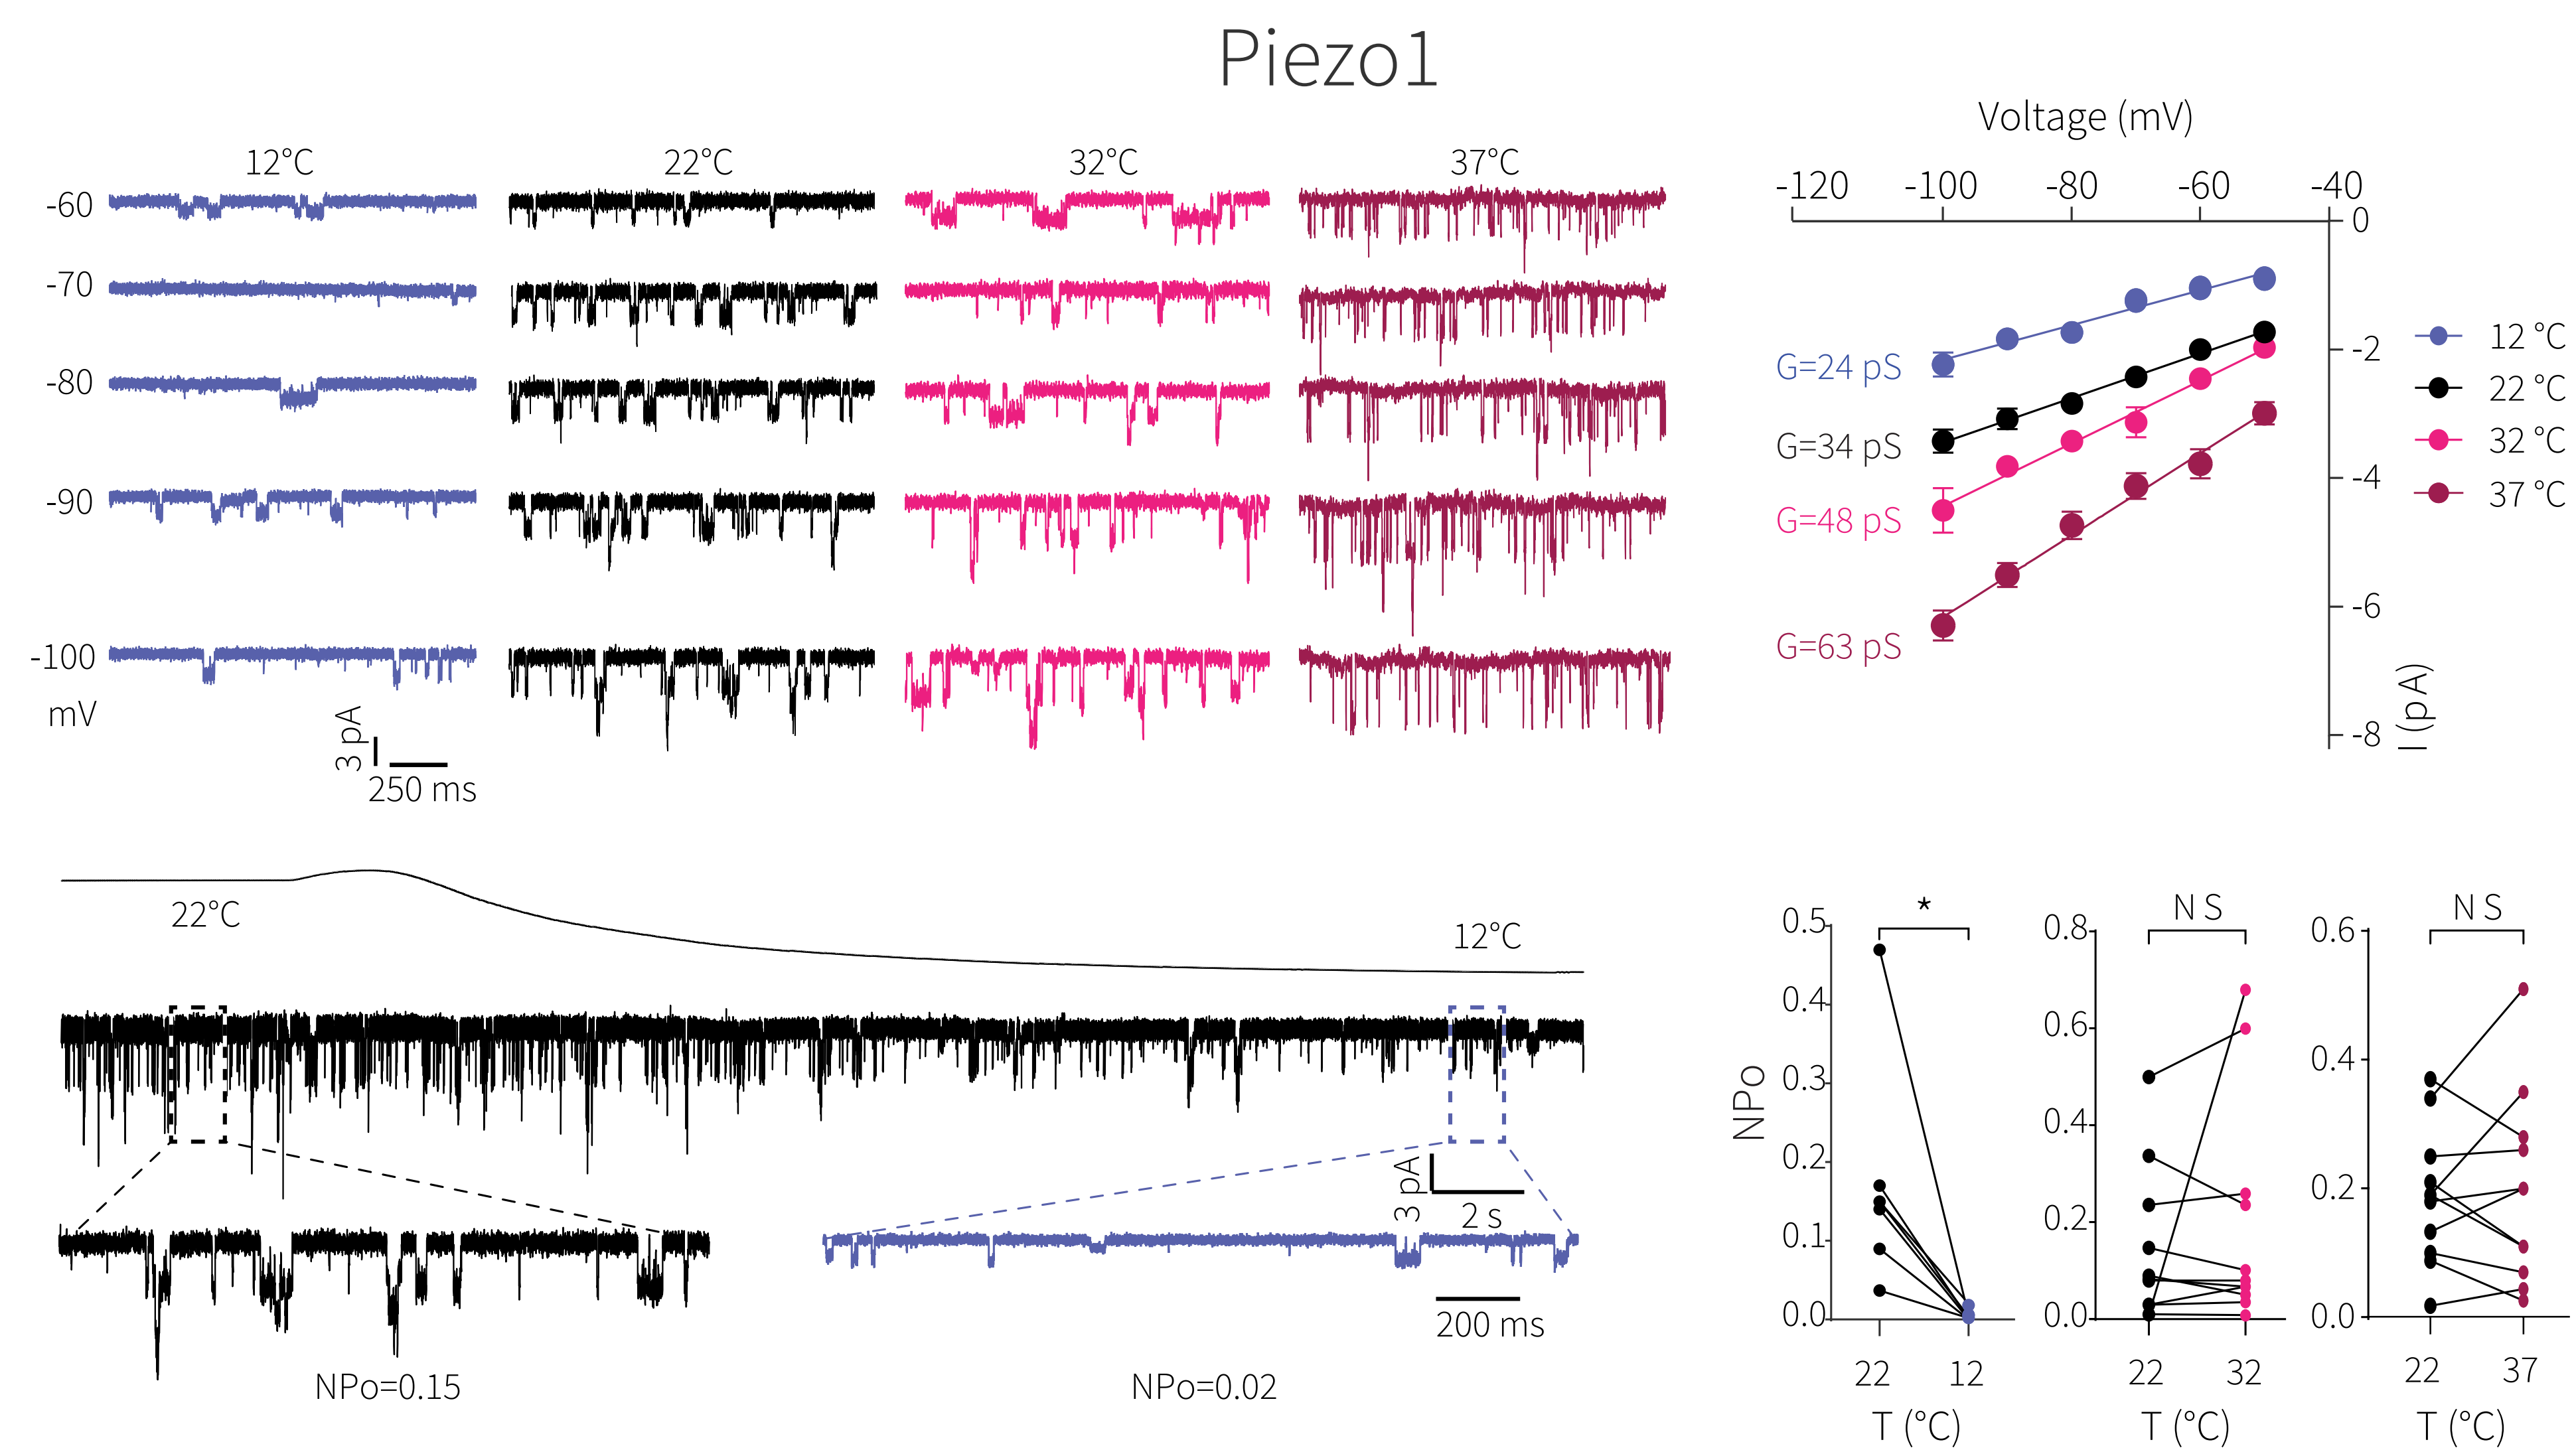 Piezo1
12°C
22°C
32°C
37°C
-60
-70
-80
-90
-100
mV
3 pA
250 ms
Voltage (mV)
-120 -100 -80 -60 -40
0
-2
-4
-6
-8
I (pA)
G=24 pS
G=34 pS
G=48 pS
G=63 pS
12 °C
22 °C
32 °C
37 °C
22°C
12°C
3 pA
2 s
200 ms
NPo=0.15
NPo=0.02
NPo
0.5
0.4
0.3
0.2
0.1
0.0
*
22 12
T (°C)
0.8
0.6
0.4
0.2
0.0
N S
22 32
T (°C)
0.6
0.4
0.2
0.0
N S
22 37
T (°C)